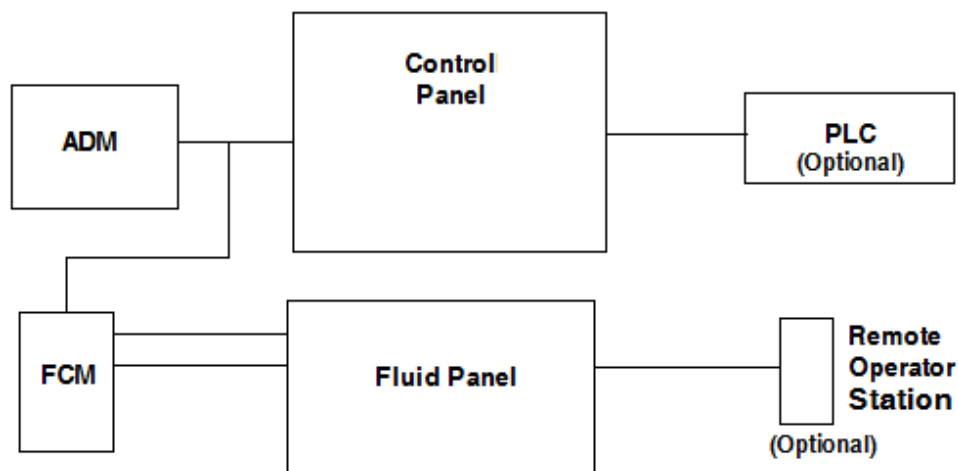 Control
Panel
ADM
PLC
(Optional)
FCM
Fluid Panel
Remote
Operator
Station
(Optional)